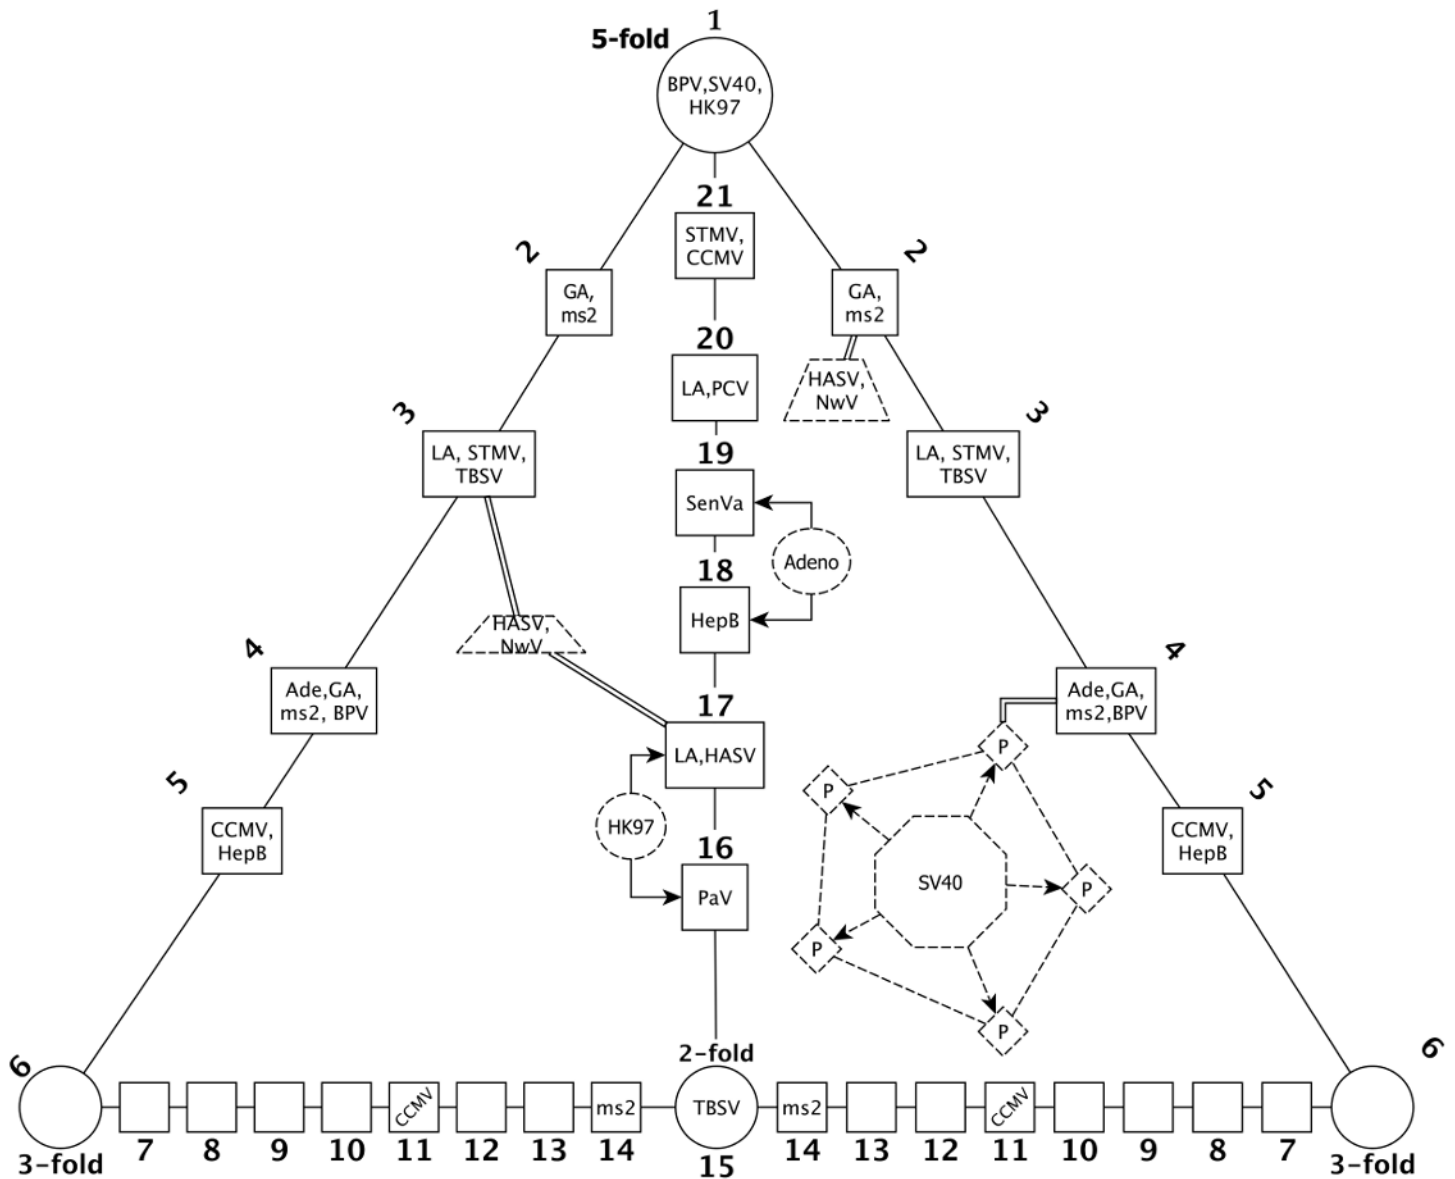 1
5-fold
BPV,SV40,
HK97
21
STMV,
CCMV
2
GA,
ms2
2
GA,
ms2
20
LA,PCV
HASV,
NwV
3
LA, STMV,
TBSV
3
LA, STMV,
TBSV
19
SenVa
Adeno
18
HepB
HASV,
NwV
4
Ade,GA,
ms2, BPV
4
Ade,GA,
ms2,BPV
17
LA,HASV
HK97
16
PaV
P
P
P
P
P
SV40
5
CCMV,
HepB
5
CCMV,
HepB
6
3-fold
7
8
9
10
CCMV
11
12
13
ms2
14
2-fold
TBSV
15
ms2
14
13
12
CCMV
11
10
9
8
7
6
3-fold